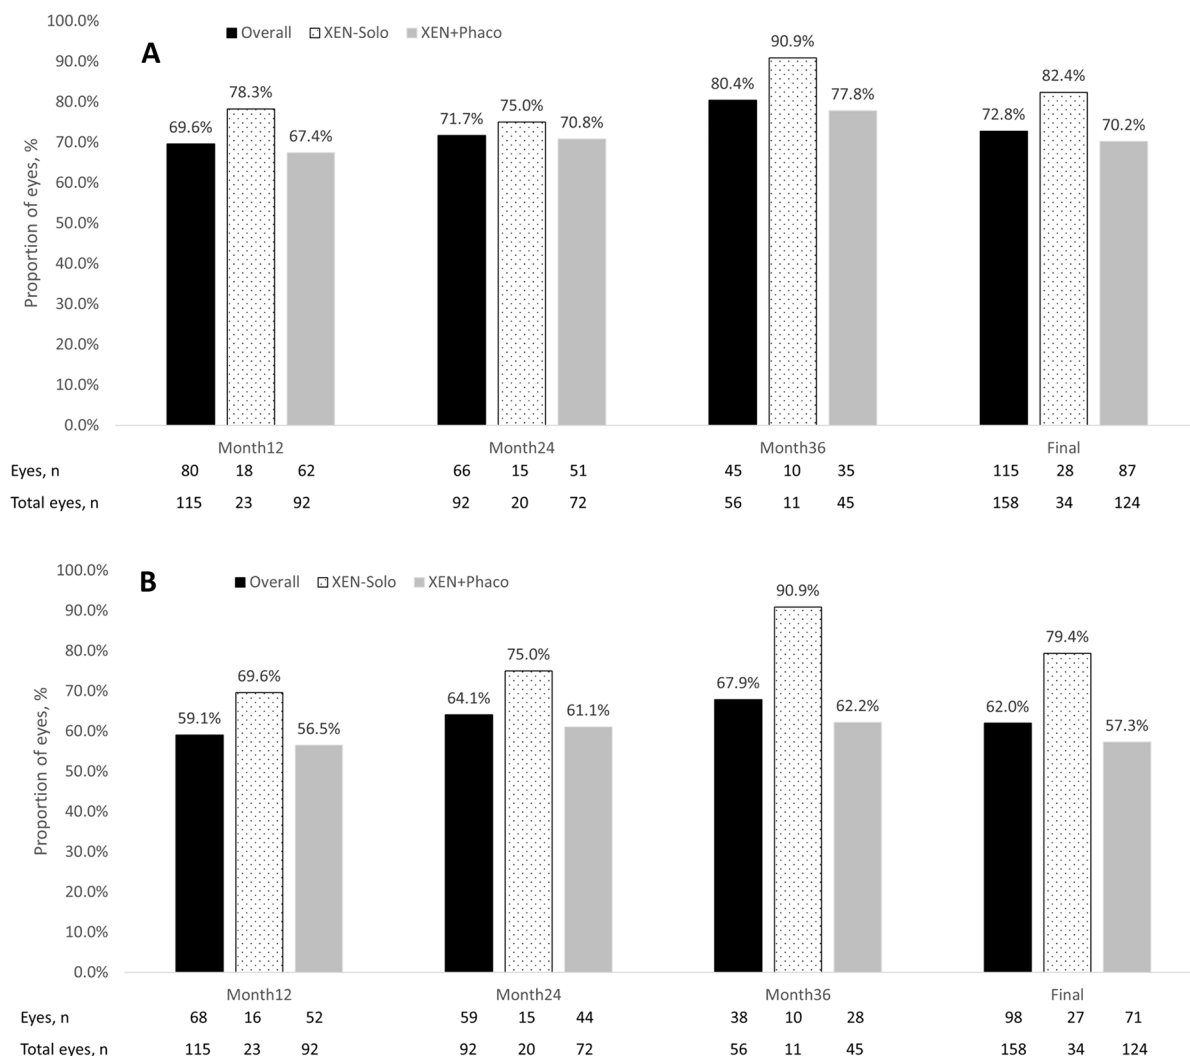 100.0%
A
Overall XEN-Solo XEN+Phaco
90.0%
80.0%
70.0%
60.0%
50.0%
40.0%
30.0%
20.0%
10.0%
0.0%
Proportion of eyes, %
69.6% 78.3% 67.4% 71.7% 75.0% 70.8% 80.4% 90.9% 77.8% 72.8% 82.4% 70.2%
Month12 Month24 Month36 Final
Eyes, n 80 18 62 66 15 51 45 10 35 115 28 87
Total eyes, n 115 23 92 92 20 72 56 11 45 158 34 124
100.0%
B
Overall XEN-Solo XEN+Phaco
90.0%
80.0%
70.0%
60.0%
50.0%
40.0%
30.0%
20.0%
10.0%
0.0%
Proportion of eyes, %
59.1% 69.6% 56.5% 64.1% 75.0% 61.1% 67.9% 90.9% 62.2% 62.0% 79.4% 57.3%
Month12 Month24 Month36 Final
Eyes, n 68 16 52 59 15 44 38 10 28 98 27 71
Total eyes, n 115 23 92 92 20 72 56 11 45 158 34 124